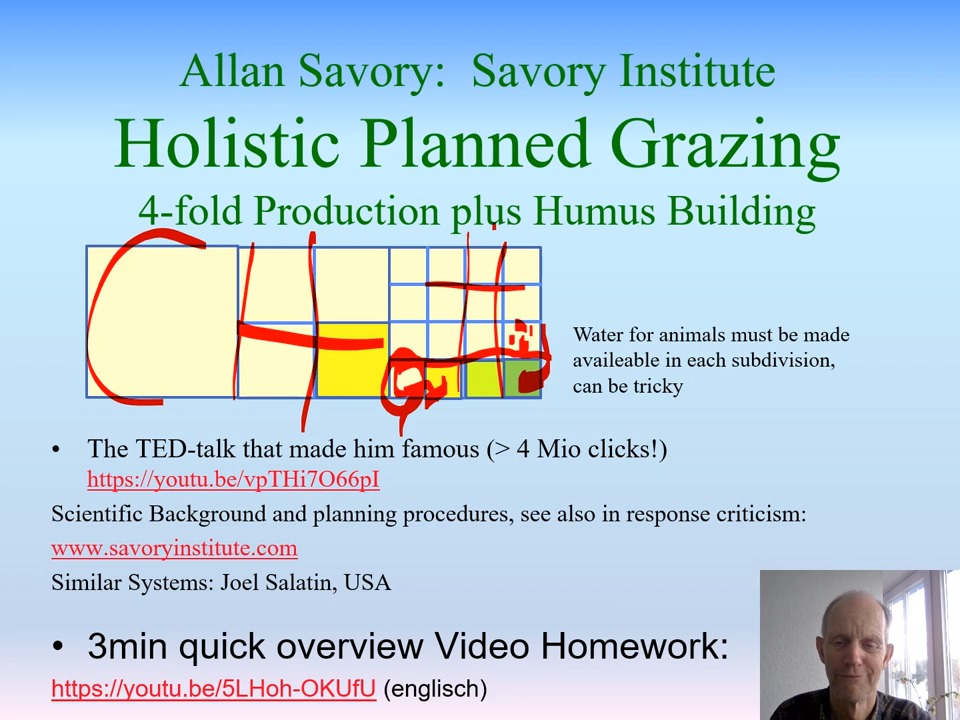 Allan Savory: Savory Institute
Holistic Planned Grazing
4-fold Production plus Humus Building
Water for animals must be made
availeable in each subdivision,
can be tricky
• The TED-talk that made him famous (> 4 Mio clicks!)
https://youtu.be/vpTHi7O66pI
Scientific Background and planning procedures, see also in response criticism:
www.savoryinstitute.com
Similar Systems: Joel Salatin, USA
• 3min quick overview Video Homework:
https://youtu.be/5LHoh-OKUfU (englisch)